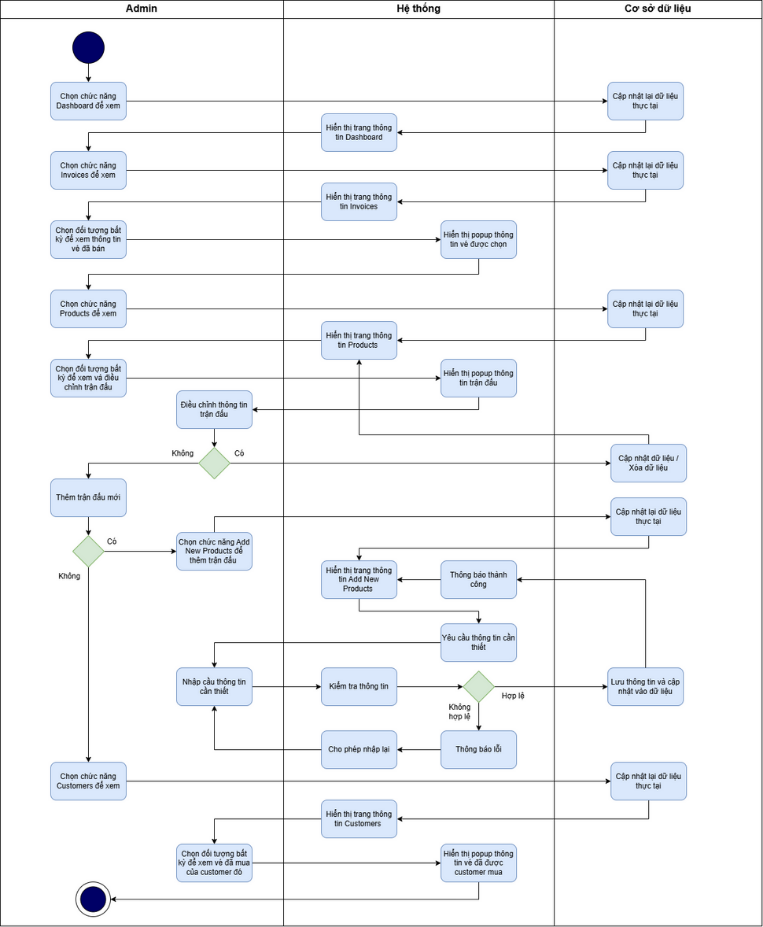 Admin
Hệ thống
Cơ sở dữ liệu
Chọn chức năng
Dashboard để xem
Cập nhật lại dữ liệu
thực tại
Hiển thị trang thông
tin Dashboard
Chọn chức năng
Invoices để xem
Cập nhật lại dữ liệu
thực tại
Hiển thị trang thông
tin Invoices
Chọn đối tượng bất
kỳ để xem thông tin
vé đã bán
Hiển thị popup thông
tin vé được chọn
Chọn chức năng
Products để xem
Cập nhật lại dữ liệu
thực tại
Hiển thị trang thông
tin Products
Chọn đối tượng bất
kỳ để xem và điều
chỉnh trận đấu
Hiển thị popup thông
tin trận đấu
Điều chỉnh thông tin
trận đấu
Không
Có
Cập nhật dữ liệu /
Xóa dữ liệu
Thêm trận đấu mới
Cập nhật lại dữ liệu
thực tại
Có
Chọn chức năng Add
New Products để
thêm trận đấu
Không
Hiển thị trang thông
tin Add New
Products
Thông báo thành
công
Yêu cầu thông tin cần
thiết
Nhập cầu thông tin
cần thiết
Kiểm tra thông tin
Hợp lệ
Lưu thông tin và cập
nhật vào dữ liệu
Không
hợp lệ
Cho phép nhập lại
Thông báo lỗi
Chọn chức năng
Customers để xem
Cập nhật lại dữ liệu
thực tại
Hiển thị trang thông
tin Customers
Chọn đối tượng bất
kỳ để xem vé đã mua
của customer đó
Hiển thị popup thông
tin vé đã được
customer mua